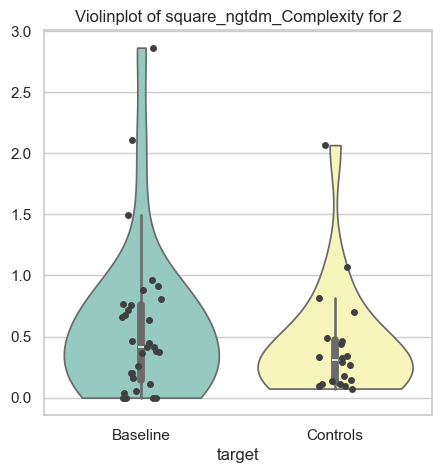 Violinplot of square_ngtdm_Complexity for 2
3.0
2.5
2.0
1.5
1.0
0.5
0.0
Baseline
Controls
target